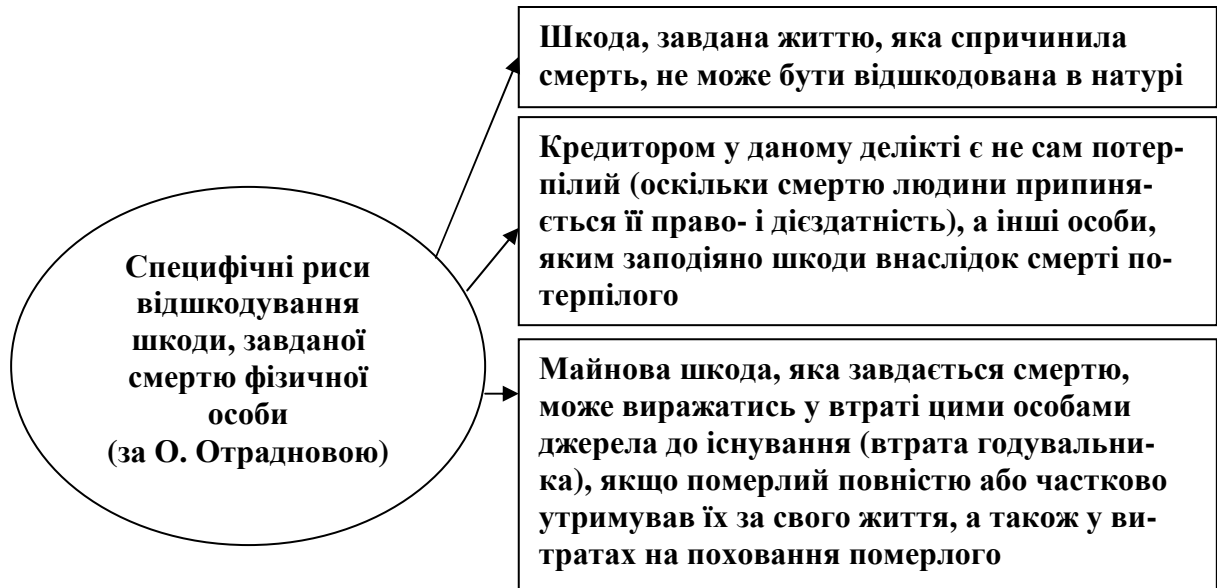 Специфічні риси
відшкодування
шкоди, завданої
смертю фізичної
особи
(за О. Отрадновою)
Шкода, завдана життю, яка спричинила
смерть, не може бути відшкодована в натурі
Кредитором у даному делікті є не сам потер-
пілий (оскільки смертю людини припиня-
ється її право- і дієздатність), а інші особи,
яким заподіяно шкоди внаслідок смерті по-
терпілого
Майнова шкода, яка завдається смертю,
може виражатись у втраті цими особами
джерела до існування (втрата годувальни-
ка), якщо померлий повністю або частково
утримував їх за свого життя, а також у ви-
тратах на поховання померлого